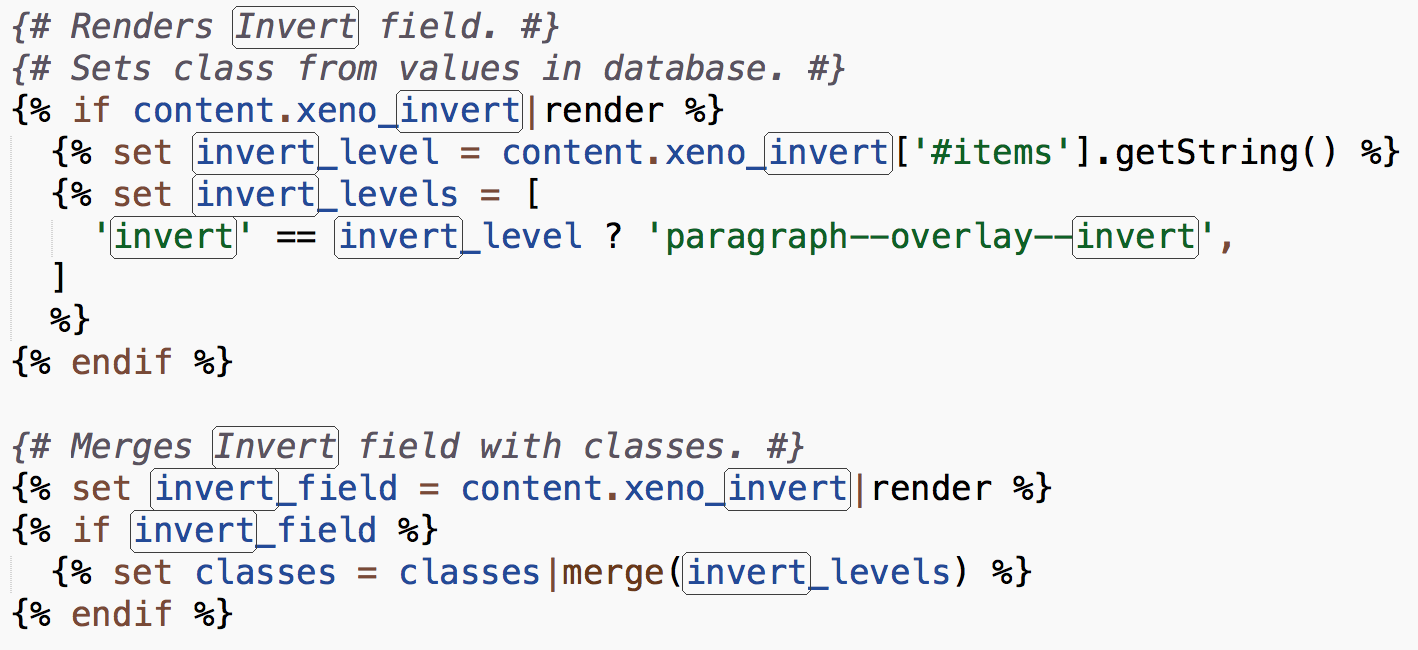 {# Renders Invert field. #}
{# Sets class from values in database. #}
{% if content.xeno_invert|render %}
  {% set invert_level = content.xeno_invert['#items'].getString() %}
  {% set invert_levels = [
    'invert' == invert_level ? 'paragraph--overlay--invert',
  ]
  %}
{% endif %}

{# Merges Invert field with classes. #}
{% set invert_field = content.xeno_invert|render %}
{% if invert_field %}
  {% set classes = classes|merge(invert_levels) %}
{% endif %}